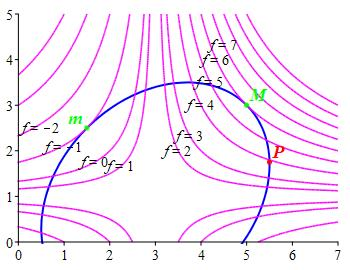 5
4
3
2
1
0
f = 7
f = 6
f = 5
M
f = 4
m
f = −2
f = −1
f = 3
f = 2
P
f = 0
f = 1
0 1 2 3 4 5 6 7